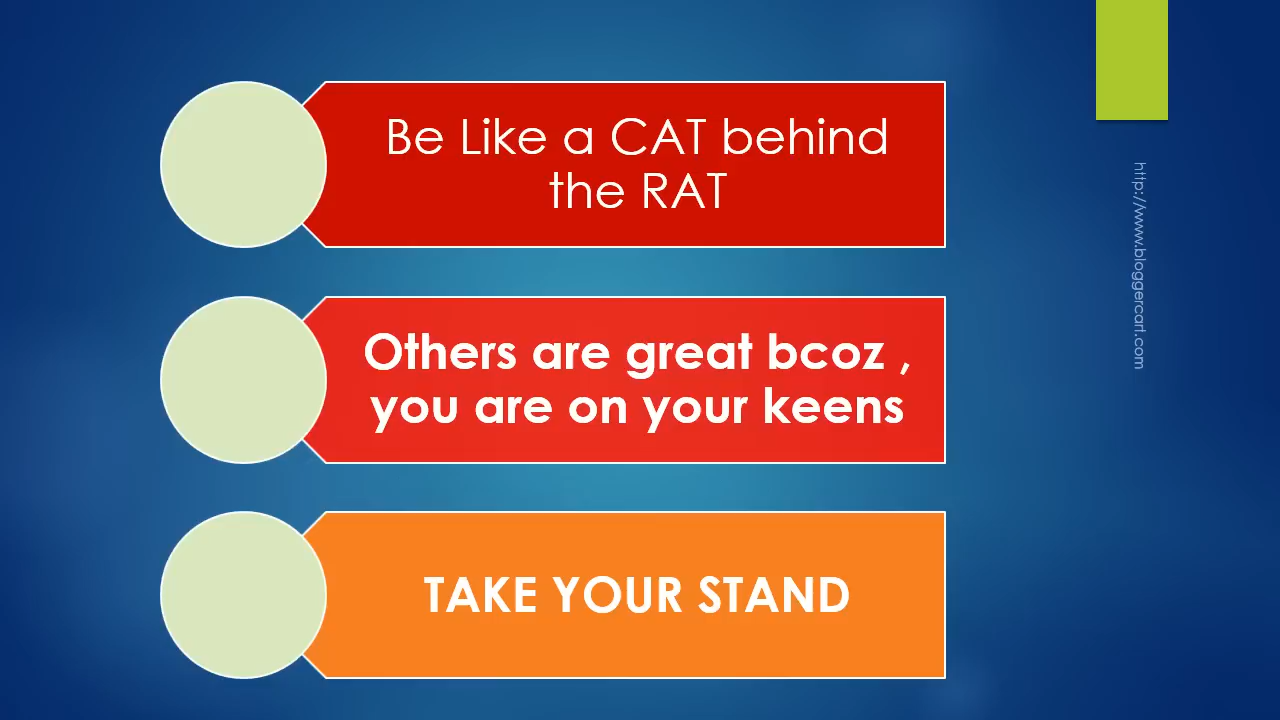 Be Like a CAT behind
the RAT
Others are great bcoz ,
you are on your keens
TAKE YOUR STAND
http://www.bloggercart.com